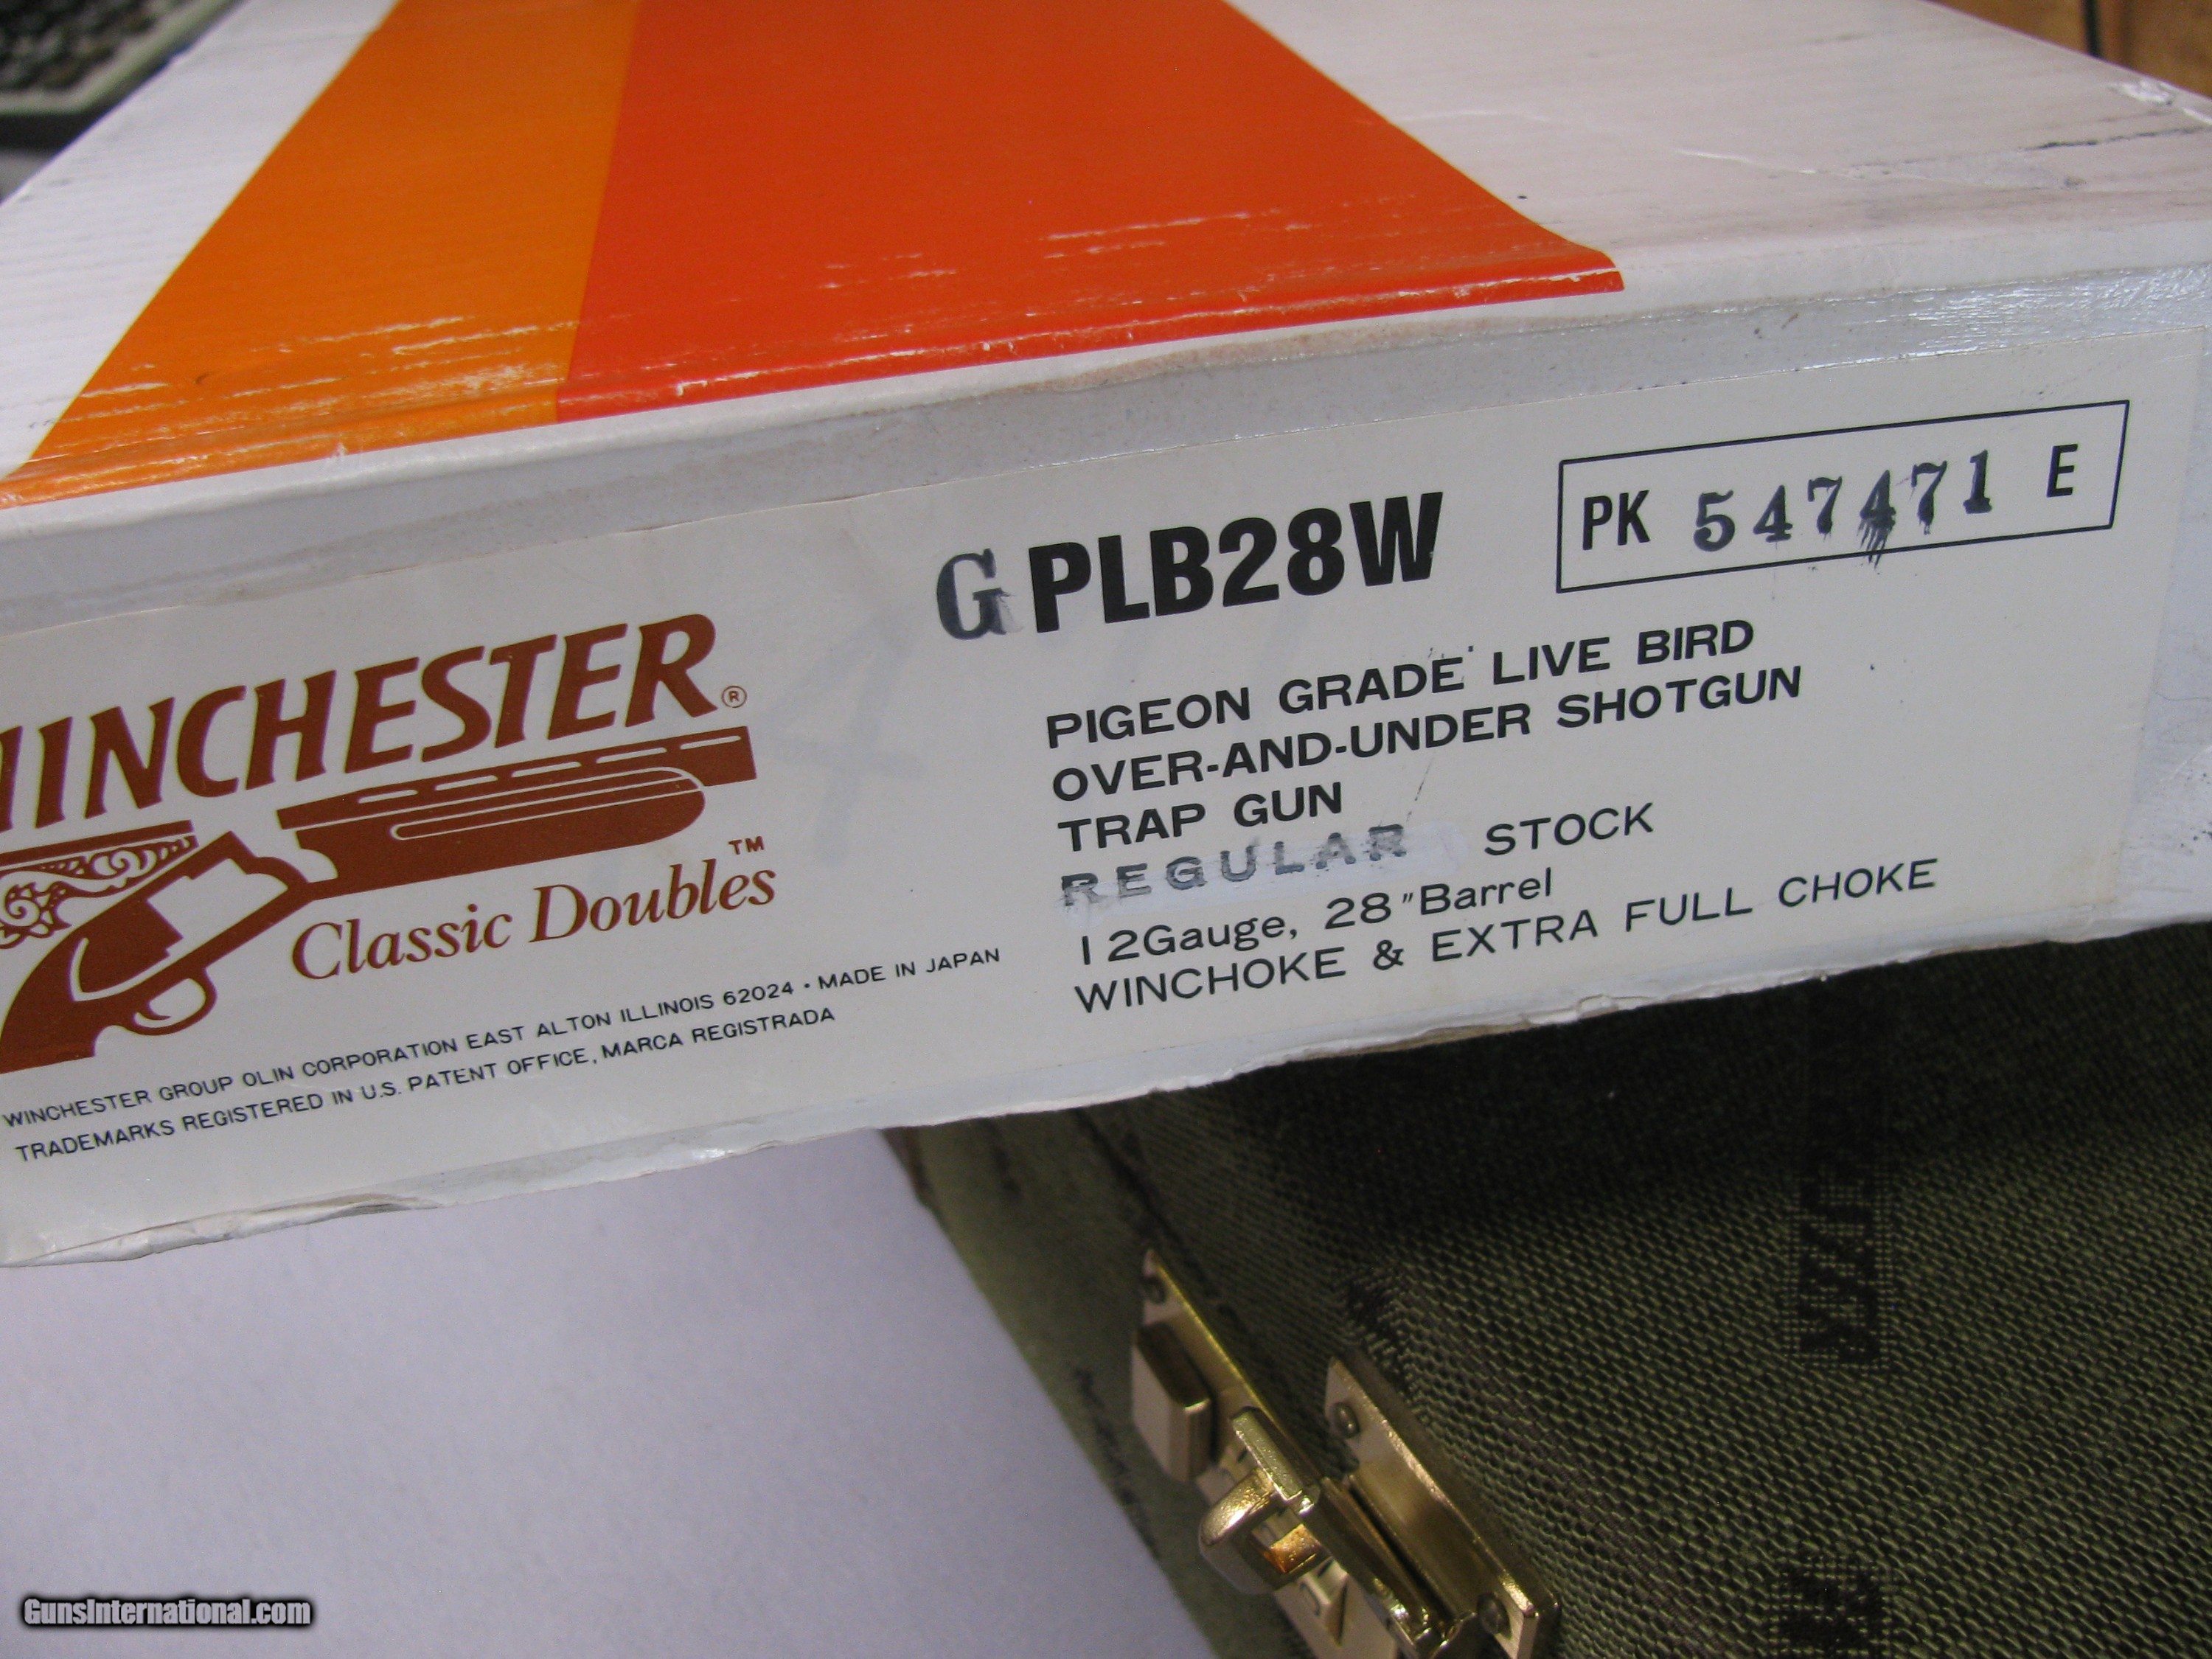 G PLB28W
PK 547471 E
WINCHESTER®
Classic Doubles™
PIGEON GRADE LIVE BIRD
OVER-AND-UNDER SHOTGUN
TRAP GUN
REGULAR STOCK
12Gauge, 28"Barrel
WINCHOKE & EXTRA FULL CHOKE
WINCHESTER GROUP OLIN CORPORATION EAST ALTON ILLINOIS 62024 • MADE IN JAPAN
TRADEMARKS REGISTERED IN U.S. PATENT OFFICE, MARCA REGISTRADA
GunsInternational.com